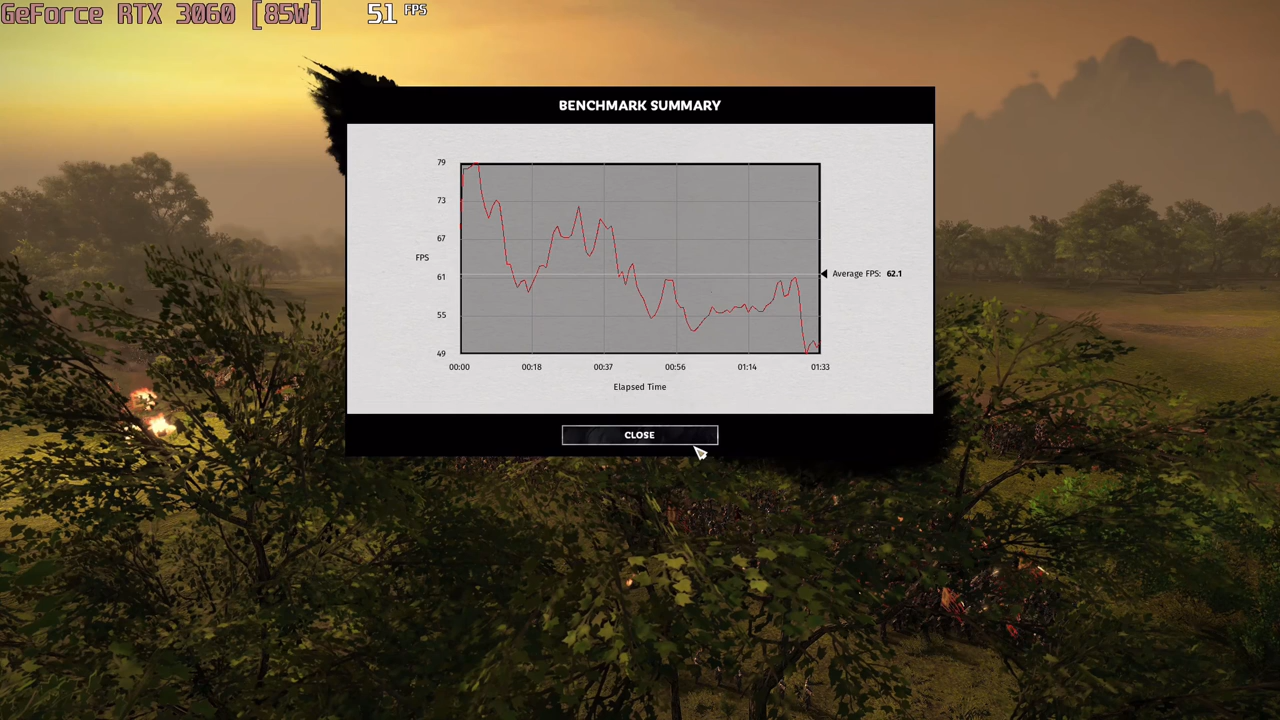 GeForce RTX 3060 [85W] 51 FPS
BENCHMARK SUMMARY
79
73
67
FPS
61
Average FPS: 62.1
55
49
00:00 00:18 00:37 00:56 01:14 01:33
Elapsed Time
CLOSE